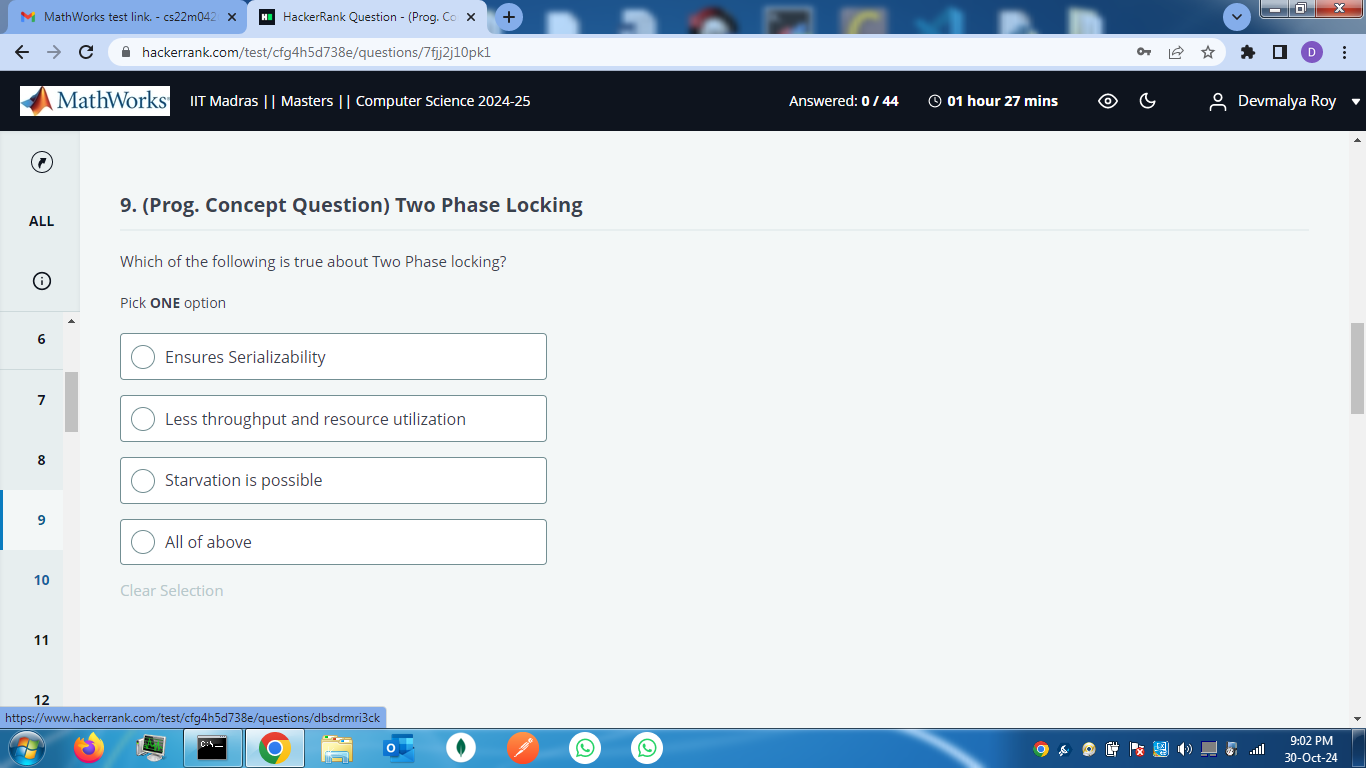 MathWorks test link. - cs22m042
HackerRank Question - (Prog. Co
hackerrank.com/test/cfg4h5d738e/questions/7fjj2j10pk1
D
MathWorks
IIT Madras || Masters || Computer Science 2024-25
Answered: 0 / 44
01 hour 27 mins
Devmalya Roy
ALL
6
7
8
9
10
11
12
9. (Prog. Concept Question) Two Phase Locking
Which of the following is true about Two Phase locking?
Pick ONE option
Ensures Serializability
Less throughput and resource utilization
Starvation is possible
All of above
Clear Selection
https://www.hackerrank.com/test/cfg4h5d738e/questions/dbsdrmri3ck
9:02 PM
30-Oct-24